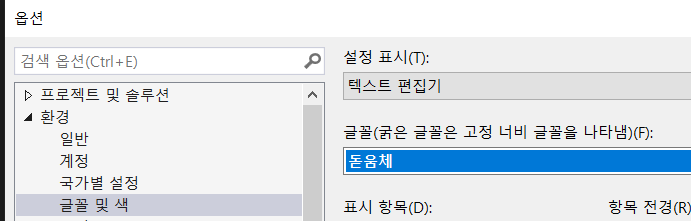 옵션
검색 옵션(Ctrl+E)
프로젝트 및 솔루션
환경
일반
계정
국가별 설정
글꼴 및 색
설정 표시(T):
텍스트 편집기
글꼴(굵은 글꼴은 고정 너비 글꼴을 나타냄)(F):
돋움체
표시 항목(D):
항목 전경(R)